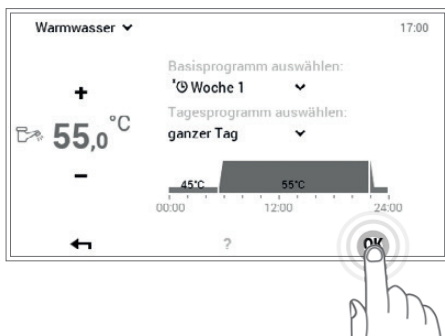 Warmwasser
17:00
Basisprogramm auswählen:
Woche 1
Tagesprogramm auswählen:
ganzer Tag
55,0 °C
45°C
55°C
00:00
12:00
24:00
?
OK